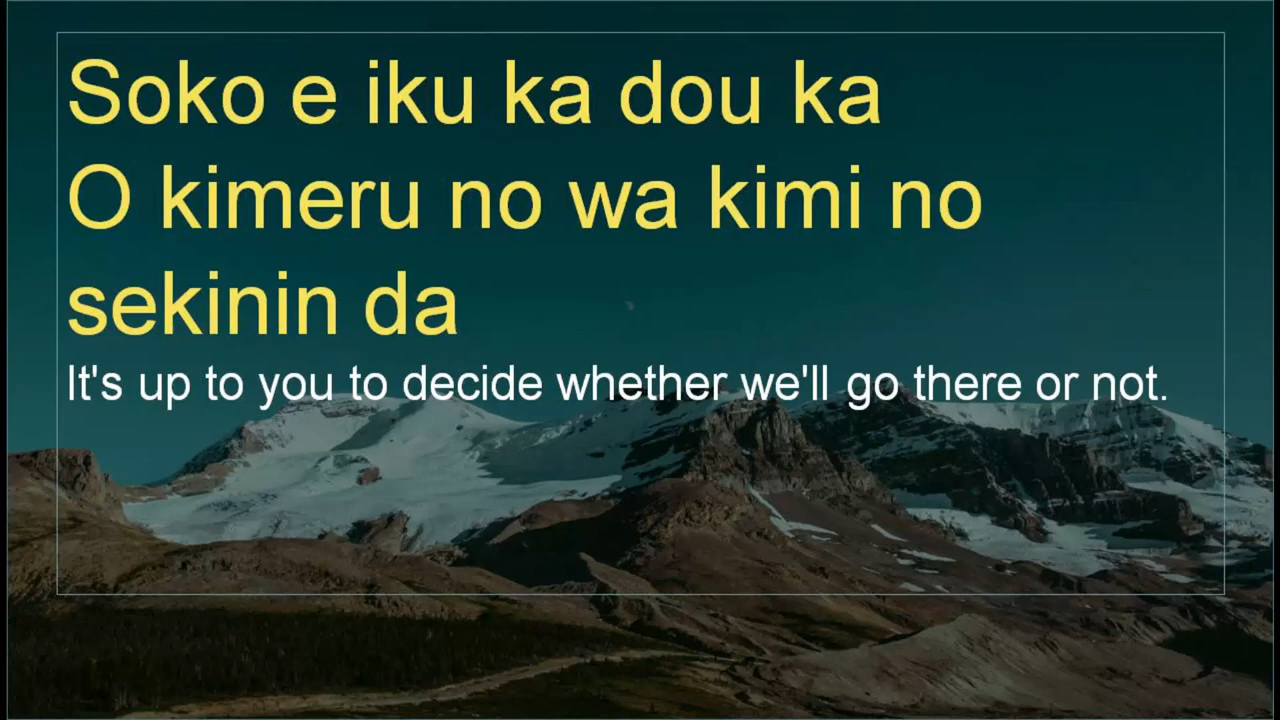 Soko e iku ka dou ka
O kimeru no wa kimi no
sekinin da
It's up to you to decide whether we'll go there or not.